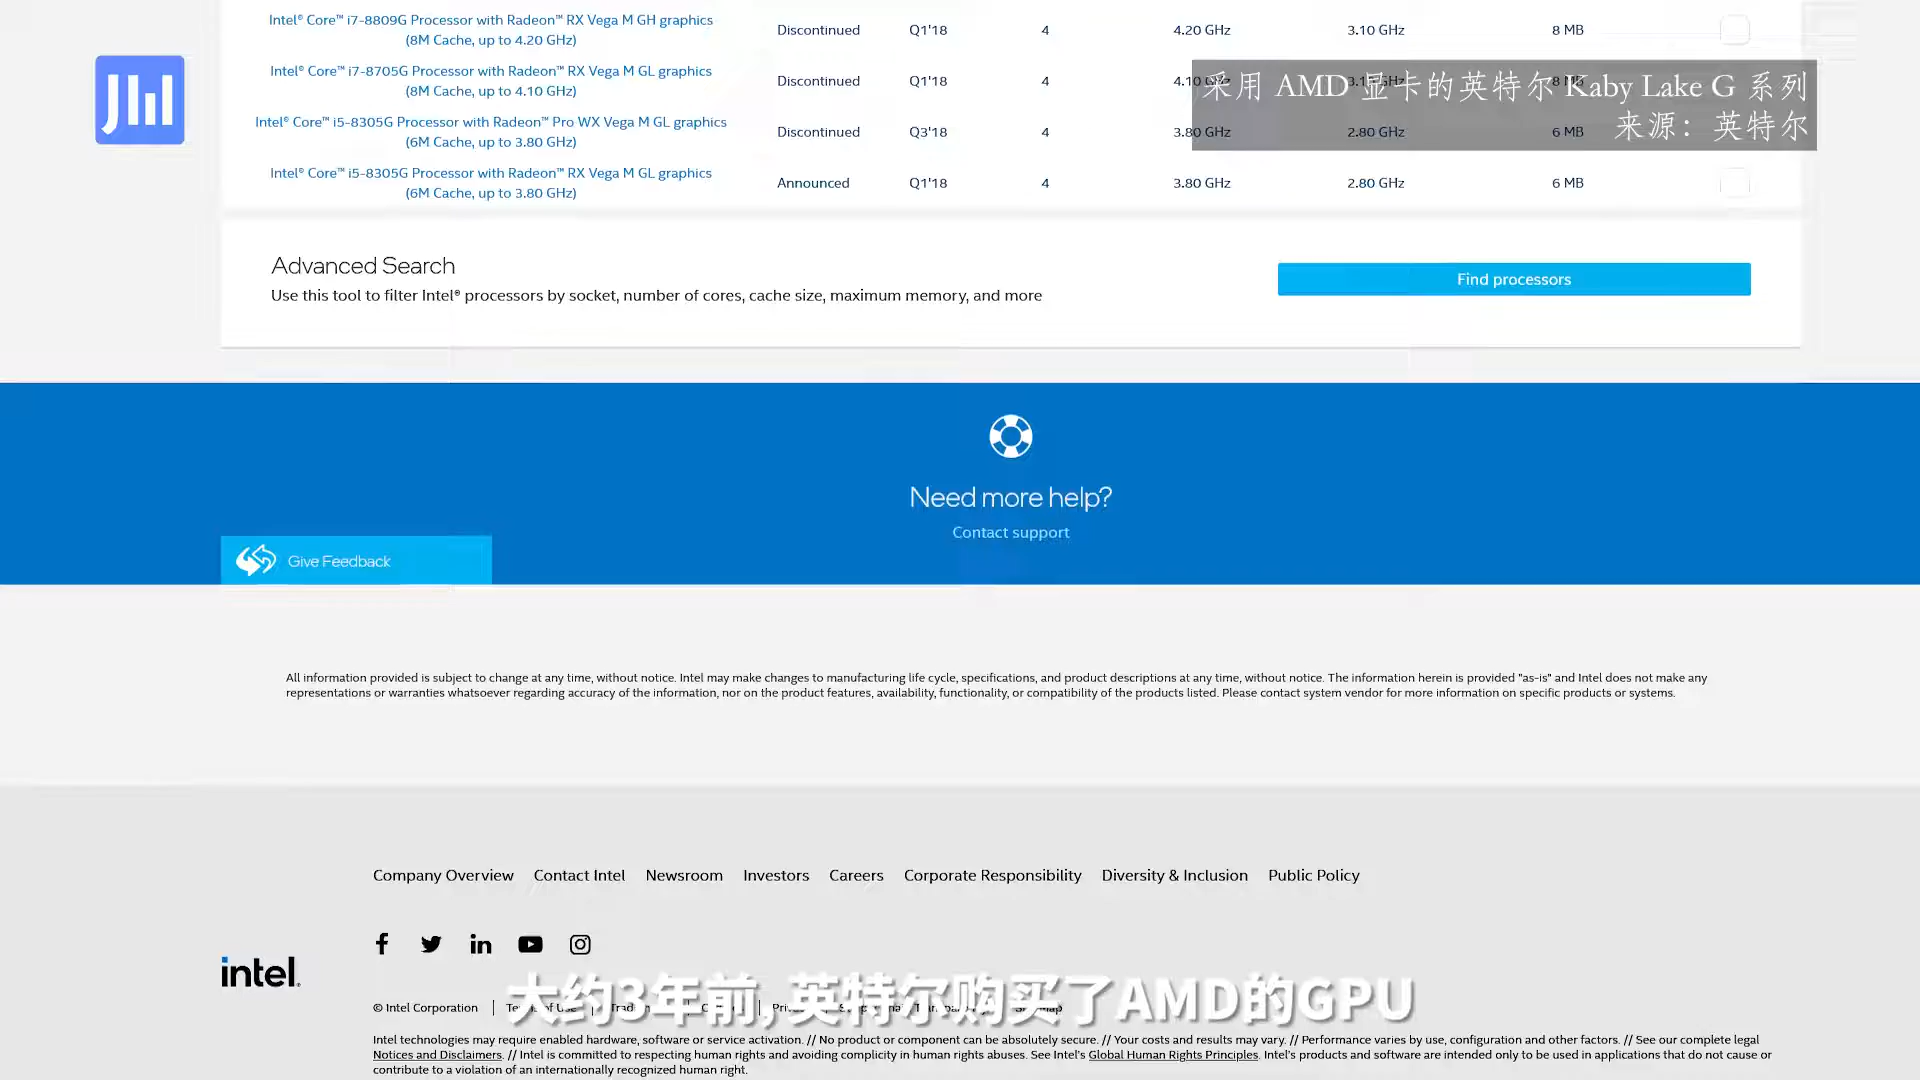 Intel® Core™ i7-8809G Processor with Radeon™ RX Vega M GH graphics
(8M Cache, up to 4.20 GHz)
Discontinued Q1'18 4 4.20 GHz 3.10 GHz 8 MB
JM
Intel® Core™ i7-8705G Processor with Radeon™ RX Vega M GL graphics
(8M Cache, up to 4.10 GHz)
Discontinued Q1'18 4 4.10 GHz 3.10 GHz 8 MB
采用 AMD 显卡的英特尔 Kaby Lake G 系列
来源：英特尔
Intel® Core™ i5-8305G Processor with Radeon™ Pro WX Vega M GL graphics
(6M Cache, up to 3.80 GHz)
Discontinued Q3'18 4 3.80 GHz 2.80 GHz 6 MB
Intel® Core™ i5-8305G Processor with Radeon™ RX Vega M GL graphics
(6M Cache, up to 3.80 GHz)
Announced Q1'18 4 3.80 GHz 2.80 GHz 6 MB
Advanced Search
Use this tool to filter Intel® processors by socket, number of cores, cache size, maximum memory, and more
Find processors
Need more help?
Contact support
Give Feedback
All information provided is subject to change at any time, without notice. Intel may make changes to manufacturing life cycle, specifications, and product descriptions at any time, without notice. The information herein is provided "as-is" and Intel does not make any
representations or warranties whatsoever regarding accuracy of the information, nor on the product features, availability, functionality, or compatibility of the products listed. Please contact system vendor for more information on specific products or systems.
Company Overview Contact Intel Newsroom Investors Careers Corporate Responsibility Diversity & Inclusion Public Policy
intel.
大约3年前,英特尔购买了AMD的GPU
© Intel Corporation
Intel technologies may require enabled hardware, software or service activation. // No product or component can be absolutely secure. // Your costs and results may vary. // Performance varies by use, configuration and other factors. // See our complete legal
Notices and Disclaimers. // Intel is committed to respecting human rights and avoiding complicity in human rights abuses. See Intel's Global Human Rights Principles. Intel's products and software are intended only to be used in applications that do not cause or
contribute to a violation of an internationally recognized human right.